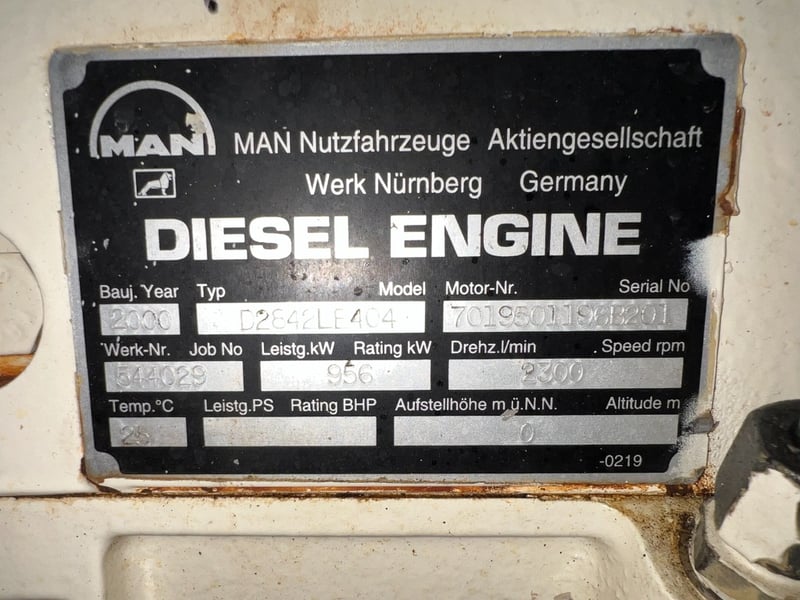 MAN
MAN Nutzfahrzeuge Aktiengesellschaft
Werk Nürnberg Germany
DIESEL ENGINE
Bauj. Year Typ Model Motor-Nr. Serial No
2000 D2842LE404 7019501196B201
Werk-Nr. Job No Leistg.kW Rating kW Drehz.l/min Speed rpm
544029 956 2300
Temp.°C Leistg.PS Rating BHP Aufstellhöhe m ü.N.N. Altitude m
25 0
-0219